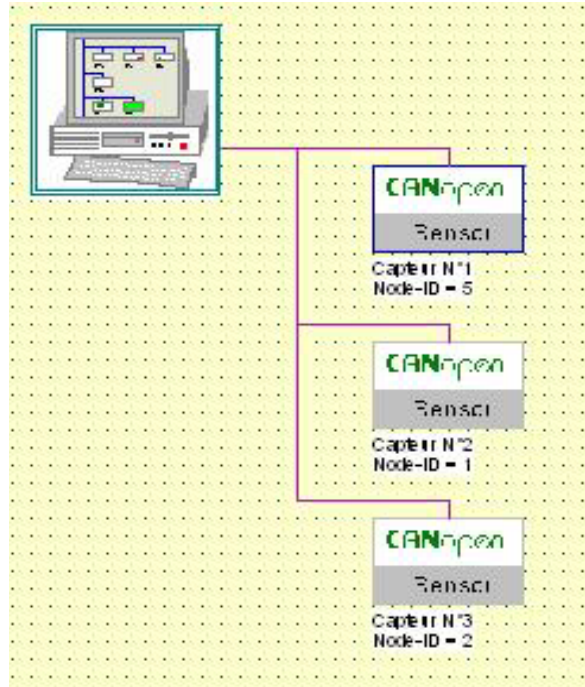 CANopen
Sensor
Capteur N°1
Node-ID = 5
CANopen
Sensor
Capteur N°2
Node-ID = 1
CANopen
Sensor
Capteur N°3
Node-ID = 2